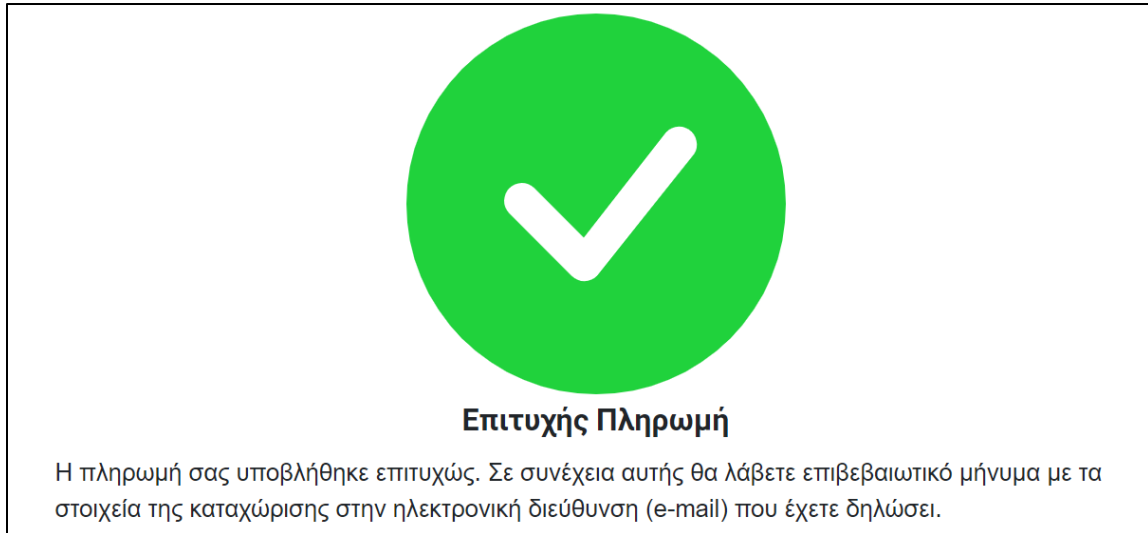 Επιτυχής Πληρωμή
Η πληρωμή σας υποβλήθηκε επιτυχώς. Σε συνέχεια αυτής θα λάβετε επιβεβαιωτικό μήνυμα με τα
στοιχεία της καταχώρισης στην ηλεκτρονική διεύθυνση (e-mail) που έχετε δηλώσει.